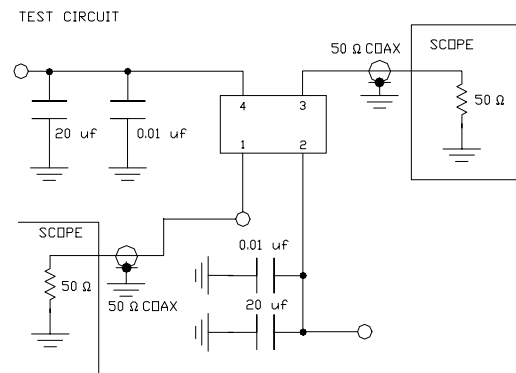 TEST CIRCUIT
50 Ω COAX
SCOPE
4
3
50 Ω
20 uf
0.01 uf
1
2
SCOPE
0.01 uf
50 Ω
50 Ω COAX
20 uf